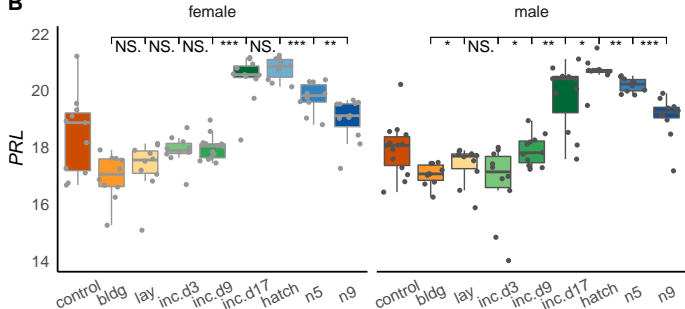 B
female
male
NS. NS. NS. *** NS. *** **
* NS. * ** * ** ***
PRL
22
20
18
16
14
control bldg lay inc.d3 inc.d9 inc.d17 hatch n5 n9
control bldg lay inc.d3 inc.d9 inc.d17 hatch n5 n9